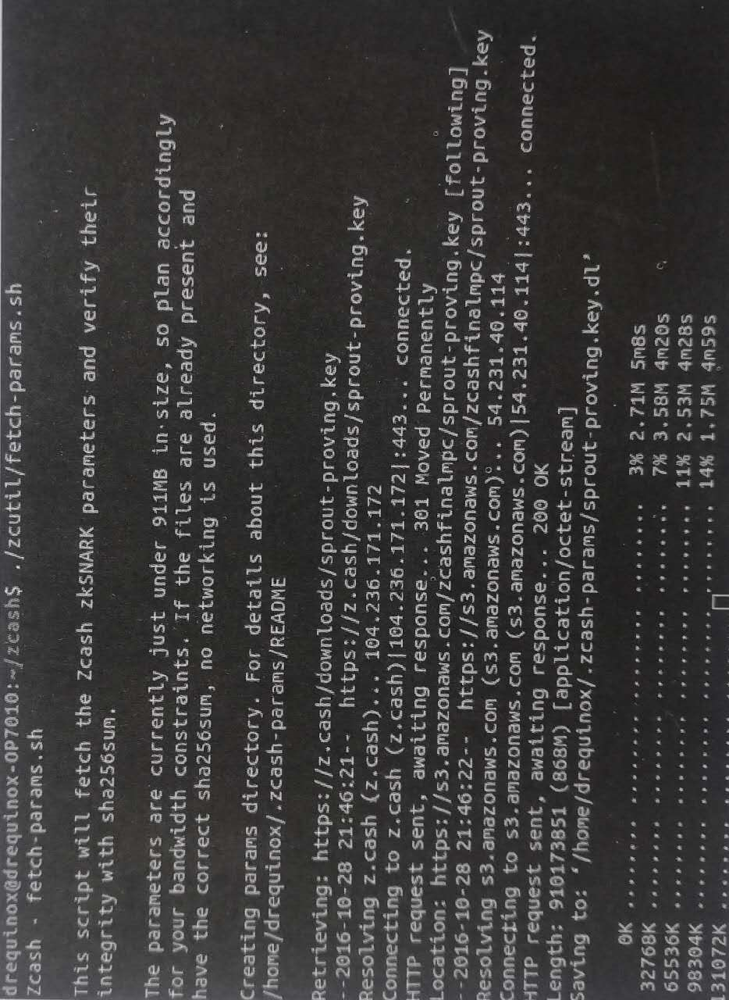 drequinox@drequinox-OP7010:~/zcash$ ./zcutil/fetch-params.sh
Zcash - fetch-params.sh
This script will fetch the Zcash zkSNARK parameters and verify their
integrity with sha256sum.
The parameters are currently just under 911MB in size, so plan accordingly
for your bandwidth constraints. If the files are already present and
have the correct sha256sum, no networking is used.
Creating params directory. For details about this directory, see:
/home/drequinox/.zcash-params/README
Retrieving: https://z.cash/downloads/sprout-proving.key
--2016-10-28 21:46:21-- https://z.cash/downloads/sprout-proving.key
Resolving z.cash (z.cash)... 104.236.171.172
Connecting to z.cash (z.cash)|104.236.171.172|:443... connected.
HTTP request sent, awaiting response... 301 Moved Permanently
Location: https://s3.amazonaws.com/zcashfinalmpc/sprout-proving.key [following]
--2016-10-28 21:46:22-- https://s3.amazonaws.com/zcashfinalmpc/sprout-proving.key
Resolving s3.amazonaws.com (s3.amazonaws.com)... 54.231.40.114
Connecting to s3.amazonaws.com (s3.amazonaws.com)|54.231.40.114|:443... connected.
HTTP request sent, awaiting response... 200 OK
Length: 910173851 (868M) [application/octet-stream]
Saving to: '/home/drequinox/.zcash-params/sprout-proving.key.dl'
0K ........ ........ ........ ........ ........ ........ 3% 2.71M 5m8s
32768K ........ ........ ........ ........ ........ ........ 7% 3.58M 4m20s
65536K ........ ........ ........ ........ ........ ........ 11% 2.53M 4m28s
98304K ........ ........ ........ ........ ........ ........ 14% 1.75M 4m59s
131072K ........